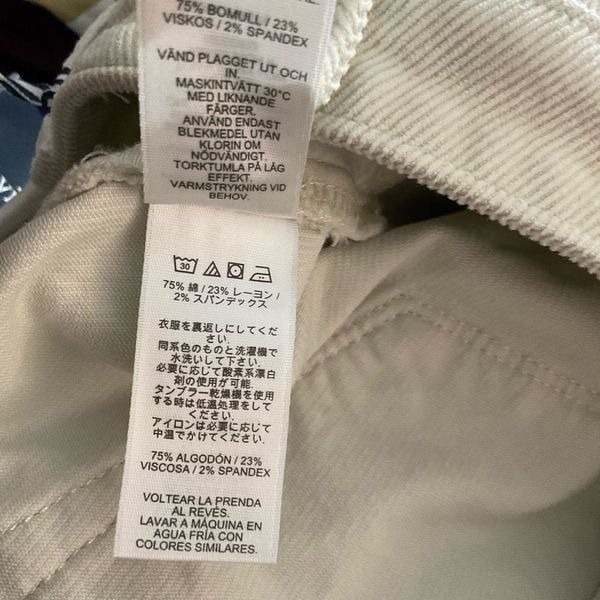 75% BOMULL / 23%
VISKOS / 2% SPANDEX
VÄND PLAGGET UT OCH
IN.
MASKINTVÄTT 30°C
MED LIKNANDE
FÄRGER.
ANVÄND ENDAST
BLEKMEDEL UTAN
KLORIN OM
NÖDVÄNDIGT.
TORKTUMLA PÅ LÅG
EFFEKT.
VARMSTRYKNING VID
BEHOV.
30
75% 綿 / 23% レーヨン /
2% スパンデックス
衣服を裏返しにしてくだ
さい.
同系色のものと洗濯機で
水洗いして下さい.
必要に応じて酸素系漂白
剤の使用が可能.
タンブラー乾燥機を使用
する時は低温処理をして
ください.
アイロンは必要に応じて
中温でかけてください.
75% ALGODÓN / 23%
VISCOSA / 2% SPANDEX
VOLTEAR LA PRENDA
AL REVÉS.
LAVAR A MÁQUINA EN
AGUA FRÍA CON
COLORES SIMILARES.